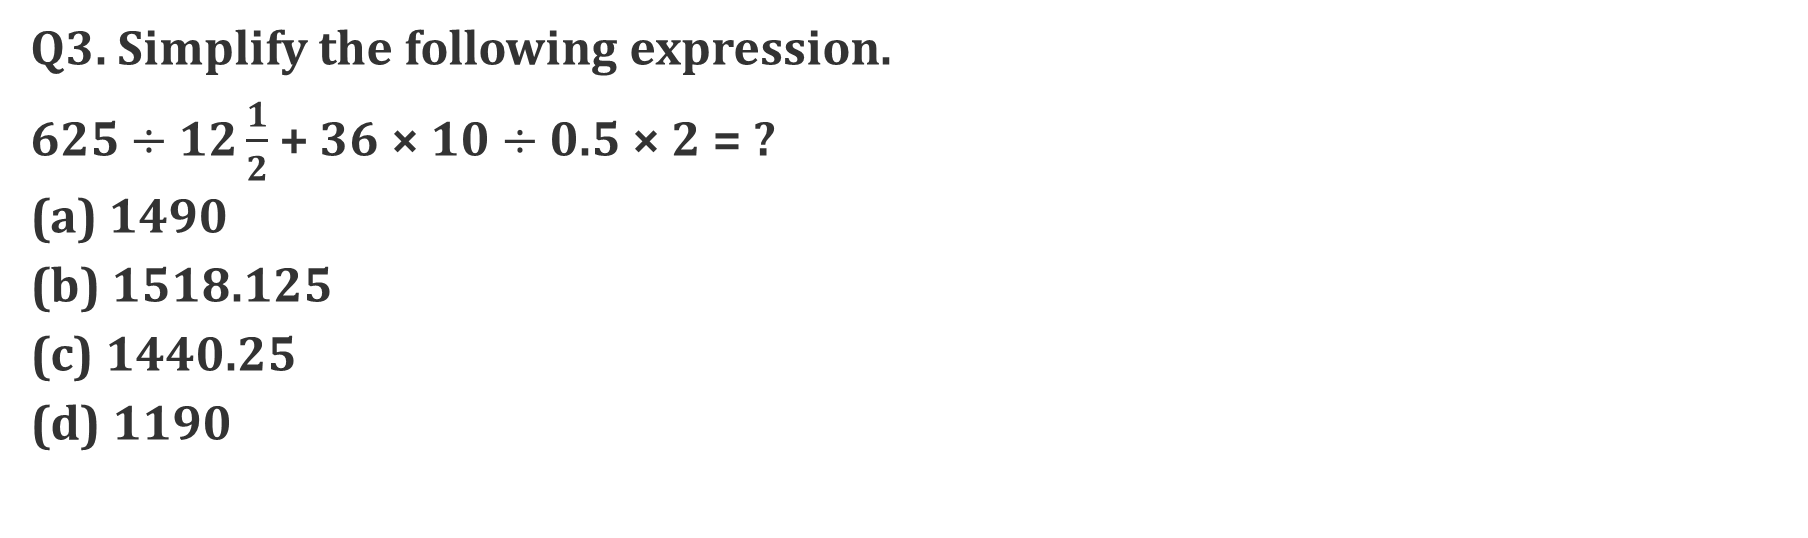 Q3. Simplify the following expression.
625 ÷ 12 1/2 + 36 × 10 ÷ 0.5 × 2 = ?
(a) 1490
(b) 1518.125
(c) 1440.25
(d) 1190